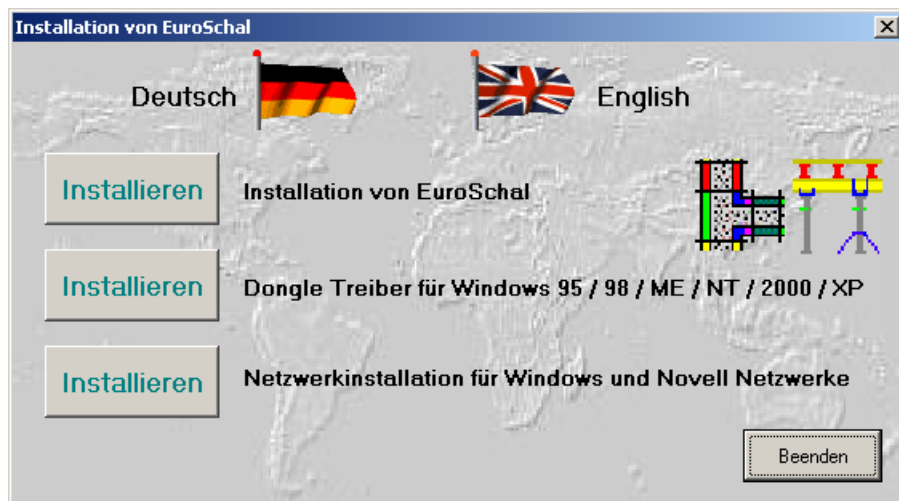 Installation von EuroSchal
Deutsch English
Installieren Installation von EuroSchal
Installieren Dongle Treiber für Windows 95 / 98 / ME / NT / 2000 / XP
Installieren Netzwerkinstallation für Windows und Novell Netzwerke
Beenden